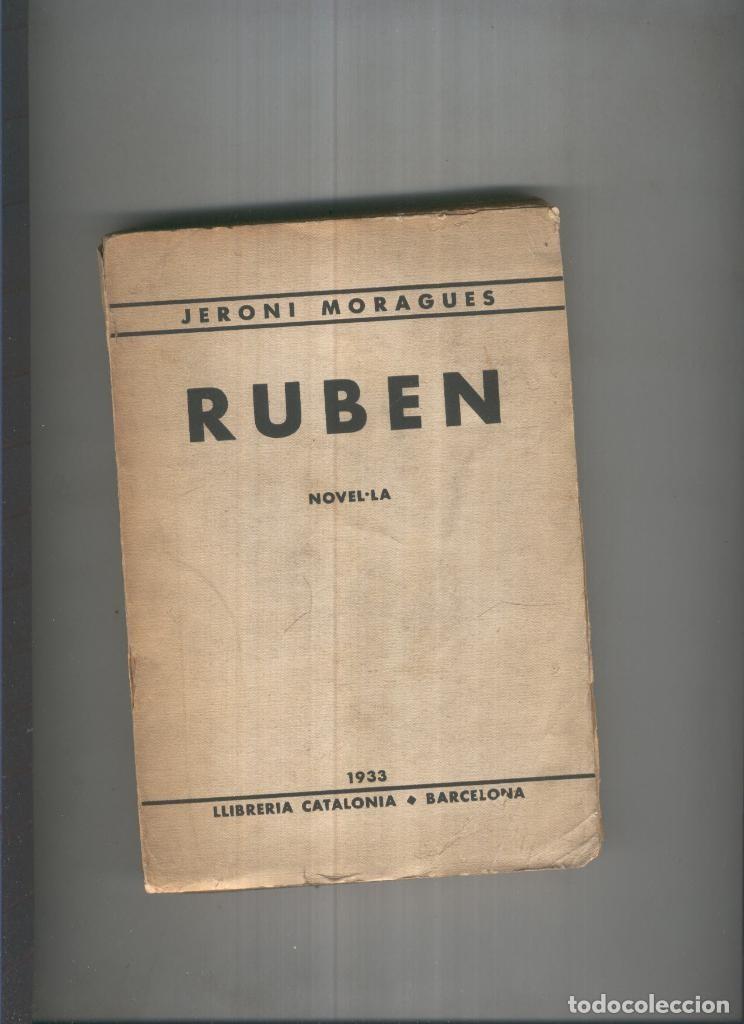 JERONI MORAGUES
RUBEN
NOVEL·LA
1933
LLIBRERIA CATALONIA ◆ BARCELONA
todocoleccion